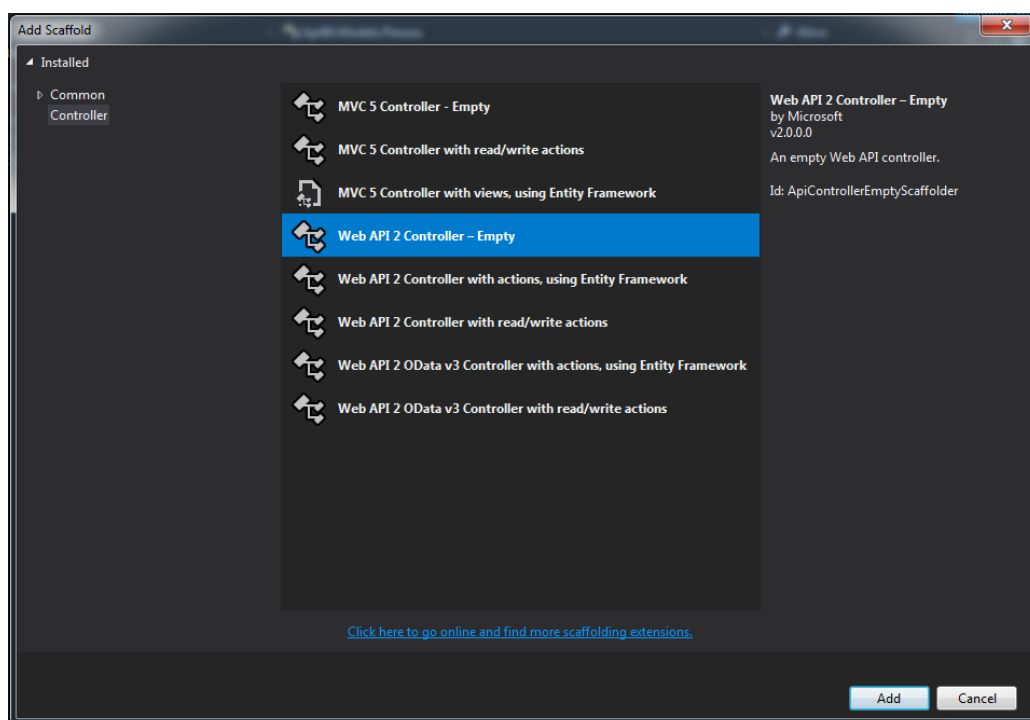 Add Scaffold
Installed
Common
Controller
MVC 5 Controller - Empty
MVC 5 Controller with read/write actions
MVC 5 Controller with views, using Entity Framework
Web API 2 Controller – Empty
Web API 2 Controller with actions, using Entity Framework
Web API 2 Controller with read/write actions
Web API 2 OData v3 Controller with actions, using Entity Framework
Web API 2 OData v3 Controller with read/write actions
Click here to go online and find more scaffolding extensions.
Web API 2 Controller – Empty
by Microsoft
v2.0.0.0
An empty Web API controller.
Id: ApiControllerEmptyScaffolder
Add
Cancel